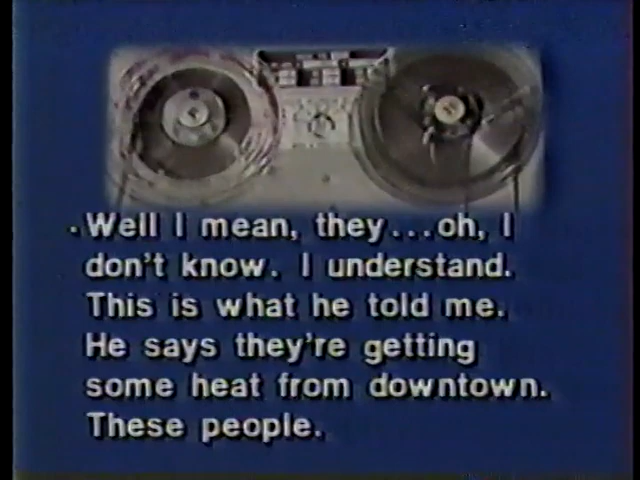 Well I mean, they...oh, I
don't know. I understand.
This is what he told me.
He says they're getting
some heat from downtown.
These people.